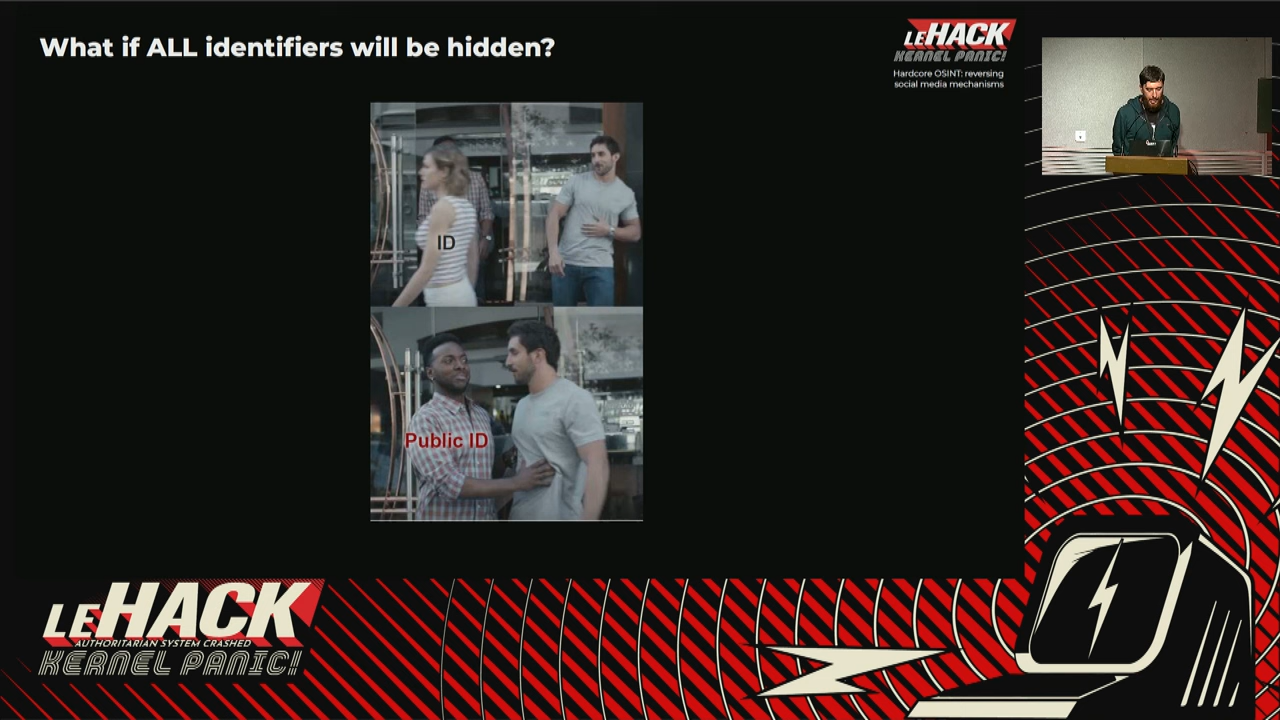 What if ALL identifiers will be hidden?
LEHACK
KERNEL PANIC!
Hardcore OSINT: reversing
social media mechanisms
ID
Public ID
LEHACK
AUTHORITARIAN SYSTEM CRASHED
KERNEL PANIC!